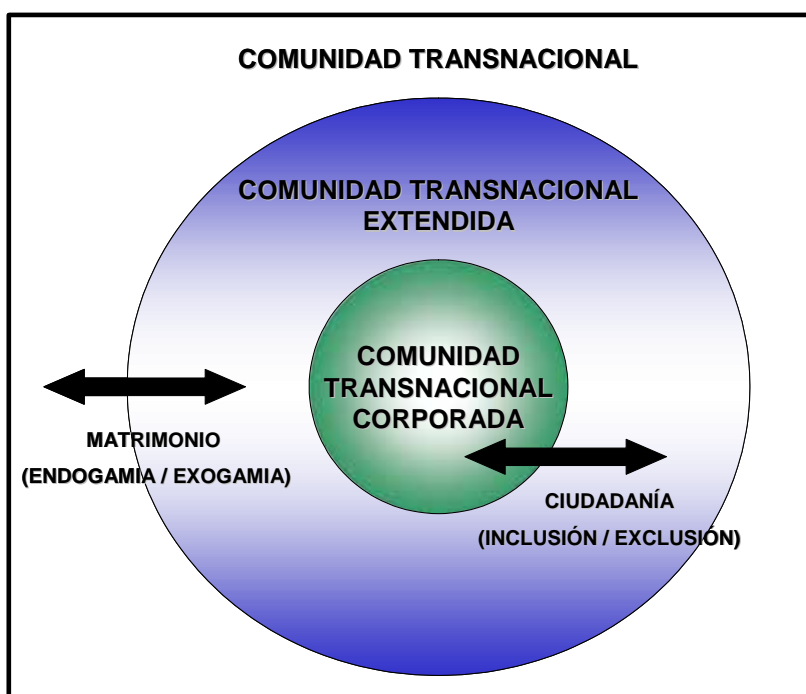 COMUNIDAD TRANSNACIONAL
COMUNIDAD TRANSNACIONAL
EXTENDIDA
COMUNIDAD
TRANSNACIONAL
CORPORADA
MATRIMONIO
(ENDOGAMIA / EXOGAMIA)
CIUDADANÍA
(INCLUSIÓN / EXCLUSIÓN)